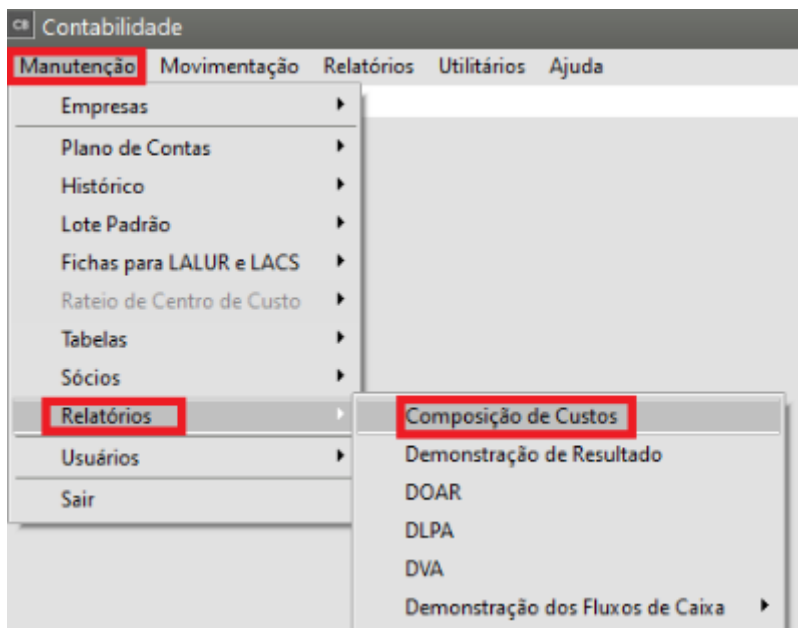 CB Contabilidade
Manutenção Movimentação Relatórios Utilitários Ajuda
Empresas
Plano de Contas
Histórico
Lote Padrão
Fichas para LALUR e LACS
Rateio de Centro de Custo
Tabelas
Sócios
Relatórios
Usuários
Sair
Composição de Custos
Demonstração de Resultado
DOAR
DLPA
DVA
Demonstração dos Fluxos de Caixa